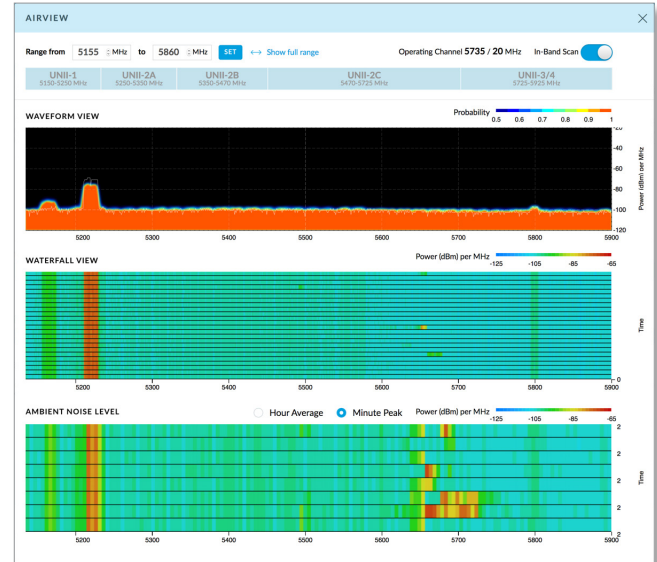 AIRVIEW
Range from 5155 MHz to 5860 MHz SET Show full range Operating Channel 5735 / 20 MHz In-Band Scan
UNII-1 UNII-2A UNII-2B UNII-2C UNII-3/4
5150-5250 MHz 5250-5350 MHz 5350-5470 MHz 5470-5725 MHz 5725-5925 MHz
WAVEFORM VIEW
Probability 0.5 0.6 0.7 0.8 0.9 1
-20
-40
-60
-80
-100
-120
Power (dBm) per MHz
5200 5300 5400 5500 5600 5700 5800 5900
WATERFALL VIEW
Power (dBm) per MHz -125 -105 -85 -65
Time
0
5200 5300 5400 5500 5600 5700 5800 5900
AMBIENT NOISE LEVEL
Hour Average Minute Peak Power (dBm) per MHz -125 -105 -85 -65
2
2
2
2
2
Time
5200 5300 5400 5500 5600 5700 5800 5900